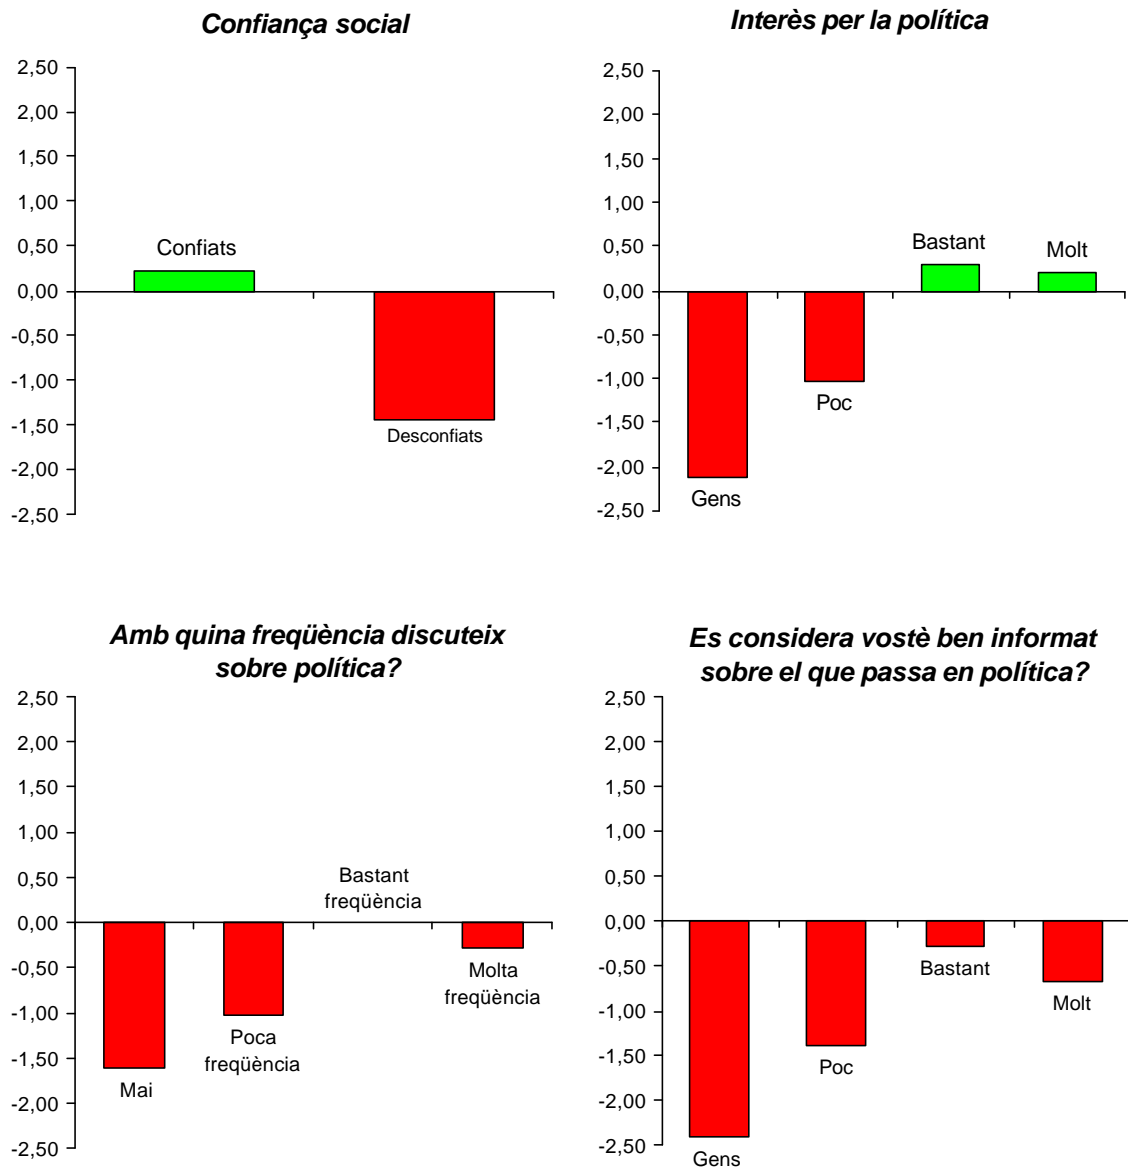 Confiança social
2,50
2,00
1,50
1,00
0,50
0,00
-0,50
-1,00
-1,50
-2,00
-2,50
Confiats
Desconfiats
Interès per la política
2,50
2,00
1,50
1,00
0,50
0,00
-0,50
-1,00
-1,50
-2,00
-2,50
Bastant
Molt
Poc
Gens
Amb quina freqüència discuteix
sobre política?
2,50
2,00
1,50
1,00
0,50
0,00
-0,50
-1,00
-1,50
-2,00
-2,50
Bastant
freqüència
Molta
freqüència
Poca
freqüència
Mai
Es considera vostè ben informat
sobre el que passa en política?
2,50
2,00
1,50
1,00
0,50
0,00
-0,50
-1,00
-1,50
-2,00
-2,50
Bastant
Molt
Poc
Gens